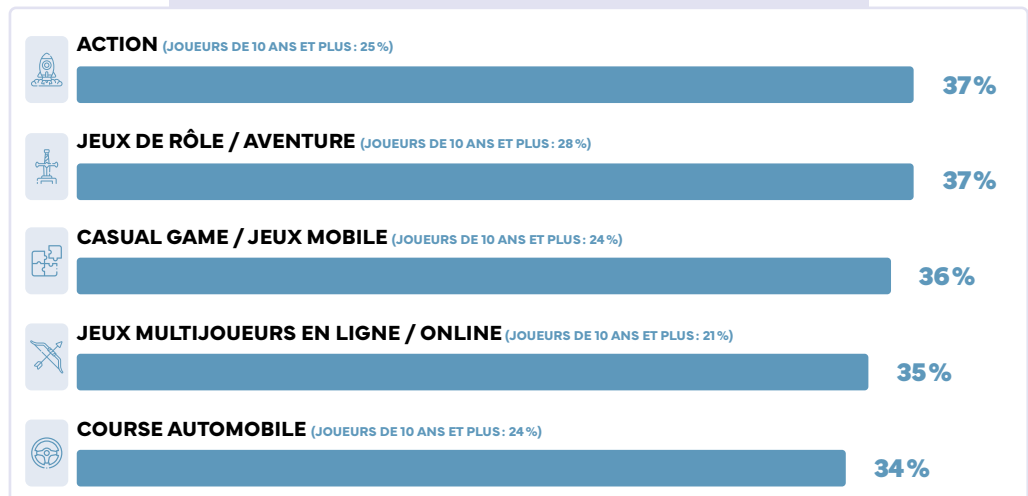 ACTION (JOUEURS DE 10 ANS ET PLUS : 25 %)
37 %
JEUX DE RÔLE / AVENTURE (JOUEURS DE 10 ANS ET PLUS : 28 %)
37 %
CASUAL GAME / JEUX MOBILE (JOUEURS DE 10 ANS ET PLUS : 24 %)
36 %
JEUX MULTIJOUEURS EN LIGNE / ONLINE (JOUEURS DE 10 ANS ET PLUS : 21 %)
35 %
COURSE AUTOMOBILE (JOUEURS DE 10 ANS ET PLUS : 24 %)
34 %